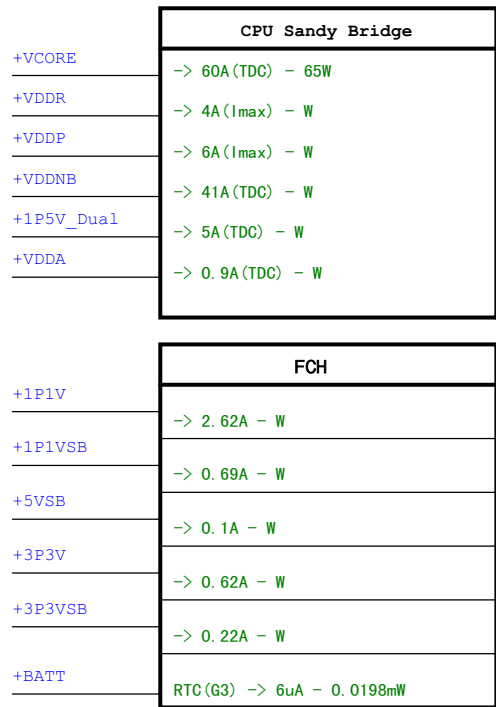 CPU Sandy Bridge
+VCORE
-> 60A(TDC) - 65W
+VDDR
-> 4A(Imax) - W
+VDDP
-> 6A(Imax) - W
+VDDNB
-> 41A(TDC) - W
+1P5V_Dual
-> 5A(TDC) - W
+VDDA
-> 0.9A(TDC) - W
FCH
+1P1V
-> 2.62A - W
+1P1VSB
-> 0.69A - W
+5VSB
-> 0.1A - W
+3P3V
-> 0.62A - W
+3P3VSB
-> 0.22A - W
+BATT
RTC(G3) -> 6uA - 0.0198mW